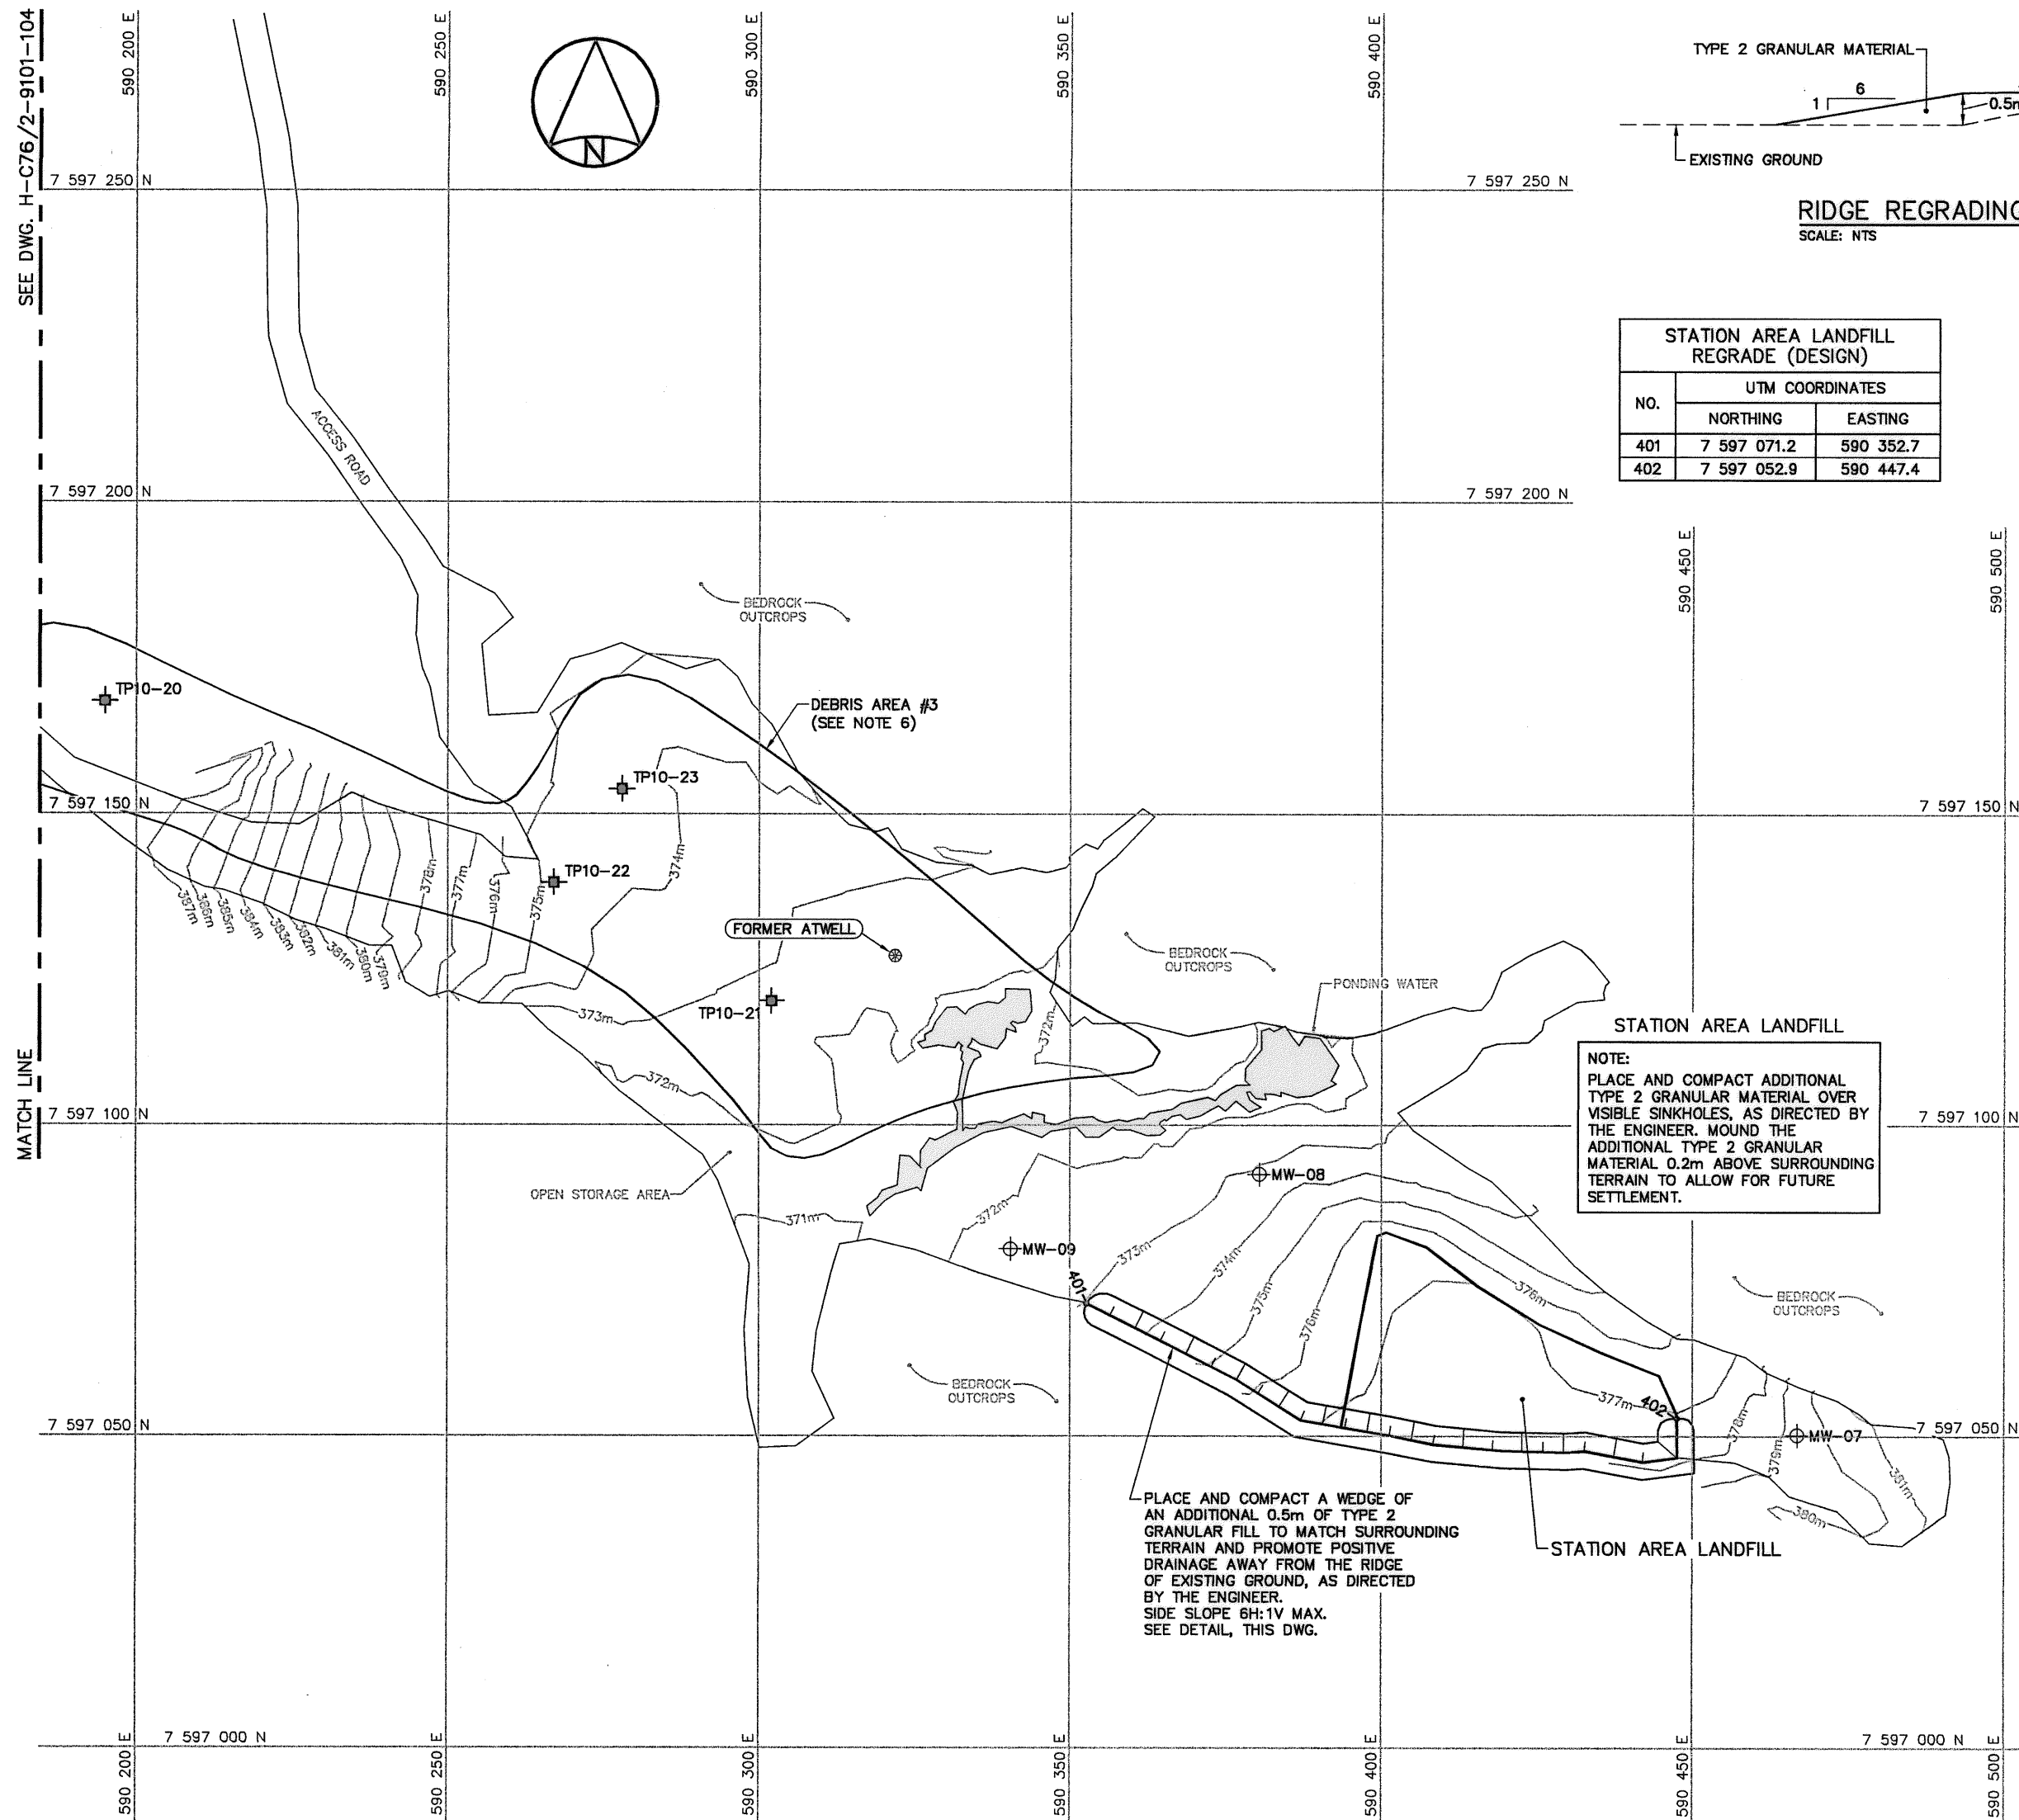 SEE DWG. H-C76/2-9101-104
MATCH LINE
590 200 E
590 250 E
590 300 E
590 350 E
590 400 E
N
TYPE 2 GRANULAR MATERIAL
1
6
0.5m
EXISTING GROUND
RIDGE REGRADING
SCALE: NTS
7 597 250 N
7 597 250 N
STATION AREA LANDFILL
REGRADE (DESIGN)
NO.
UTM COORDINATES
NORTHING
EASTING
401
7 597 071.2
590 352.7
402
7 597 052.9
590 447.4
ACCESS ROAD
7 597 200 N
7 597 200 N
590 450 E
590 500 E
BEDROCK
OUTCROPS
TP10-20
DEBRIS AREA #3
(SEE NOTE 6)
TP10-23
7 597 150 N
7 597 150 N
TP10-22
374m
375m
376m
377m
378m
379m
380m
381m
382m
383m
384m
385m
386m
387m
FORMER ATWELL
BEDROCK
OUTCROPS
PONDING WATER
TP10-21
373m
372m
372m
STATION AREA LANDFILL
NOTE:
PLACE AND COMPACT ADDITIONAL
TYPE 2 GRANULAR MATERIAL OVER
VISIBLE SINKHOLES, AS DIRECTED BY
THE ENGINEER. MOUND THE
ADDITIONAL TYPE 2 GRANULAR
MATERIAL 0.2m ABOVE SURROUNDING
TERRAIN TO ALLOW FOR FUTURE
SETTLEMENT.
7 597 100 N
7 597 100 N
OPEN STORAGE AREA
371m
372m
MW-08
MW-09
373m
374m
375m
376m
376m
401
BEDROCK
OUTCROPS
BEDROCK
OUTCROPS
377m
402
378m
379m
MW-07
381m
380m
7 597 050 N
7 597 050 N
PLACE AND COMPACT A WEDGE OF
AN ADDITIONAL 0.5m OF TYPE 2
GRANULAR FILL TO MATCH SURROUNDING
TERRAIN AND PROMOTE POSITIVE
DRAINAGE AWAY FROM THE RIDGE
OF EXISTING GROUND, AS DIRECTED
BY THE ENGINEER.
SIDE SLOPE 6H:1V MAX.
SEE DETAIL, THIS DWG.
STATION AREA LANDFILL
7 597 000 N
7 597 000 N
590 200 E
590 250 E
590 300 E
590 350 E
590 400 E
590 450 E
590 500 E